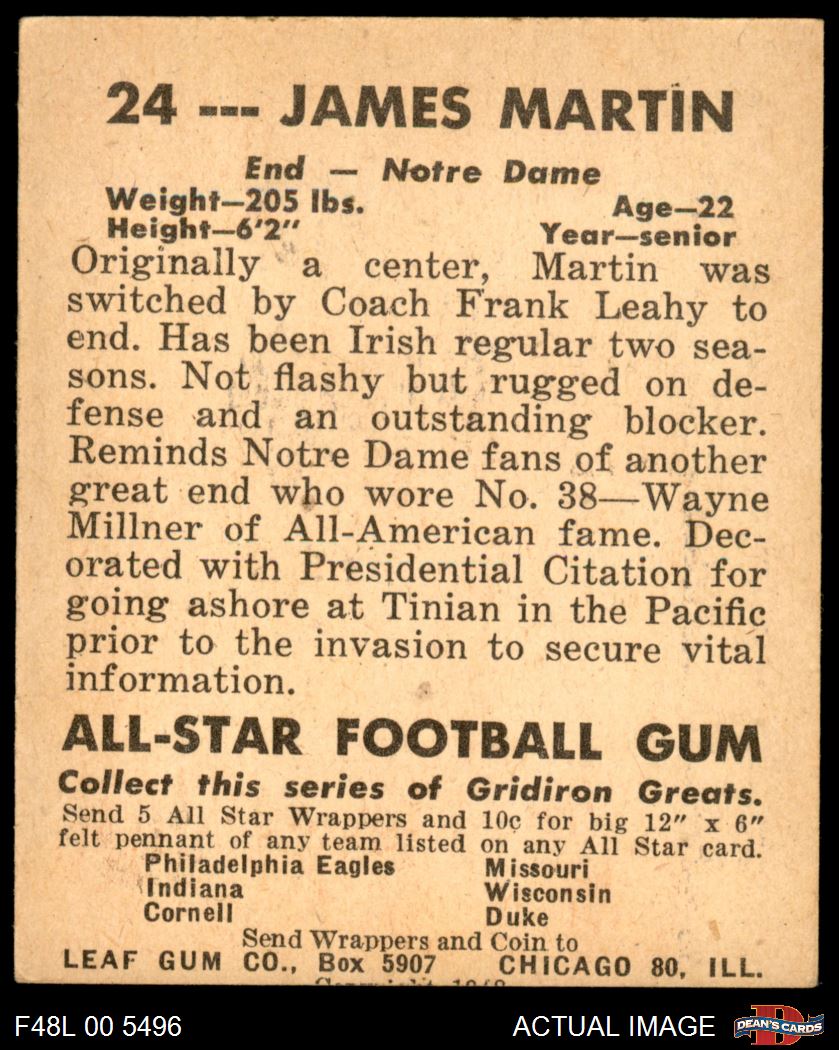 24 --- JAMES MARTIN
End — Notre Dame
Weight—205 lbs. Age—22
Height—6'2" Year—senior
Originally a center, Martin was
switched by Coach Frank Leahy to
end. Has been Irish regular two sea-
sons. Not flashy but rugged on de-
fense and an outstanding blocker.
Reminds Notre Dame fans of another
great end who wore No. 38—Wayne
Millner of All-American fame. Dec-
orated with Presidential Citation for
going ashore at Tinian in the Pacific
prior to the invasion to secure vital
information.
ALL-STAR FOOTBALL GUM
Collect this series of Gridiron Greats.
Send 5 All Star Wrappers and 10c for big 12" x 6"
felt pennant of any team listed on any All Star card.
Philadelphia Eagles Missouri
Indiana Wisconsin
Cornell Duke
Send Wrappers and Coin to
LEAF GUM CO., Box 5907 CHICAGO 80, ILL.
F48L 00 5496 ACTUAL IMAGE D DEAN'S CARDS